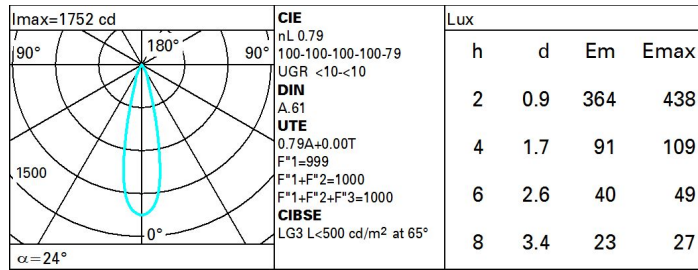 Imax=1752 cd
90°
180°
90°
1500
0°
α=24°
CIE
nL 0.79
100-100-100-100-79
UGR <10-<10
DIN
A.61
UTE
0.79A+0.00T
F"1=999
F"1+F"2=1000
F"1+F"2+F"3=1000
CIBSE
LG3 L<500 cd/m² at 65°
Lux
h d Em Emax
2 0.9 364 438
4 1.7 91 109
6 2.6 40 49
8 3.4 23 27